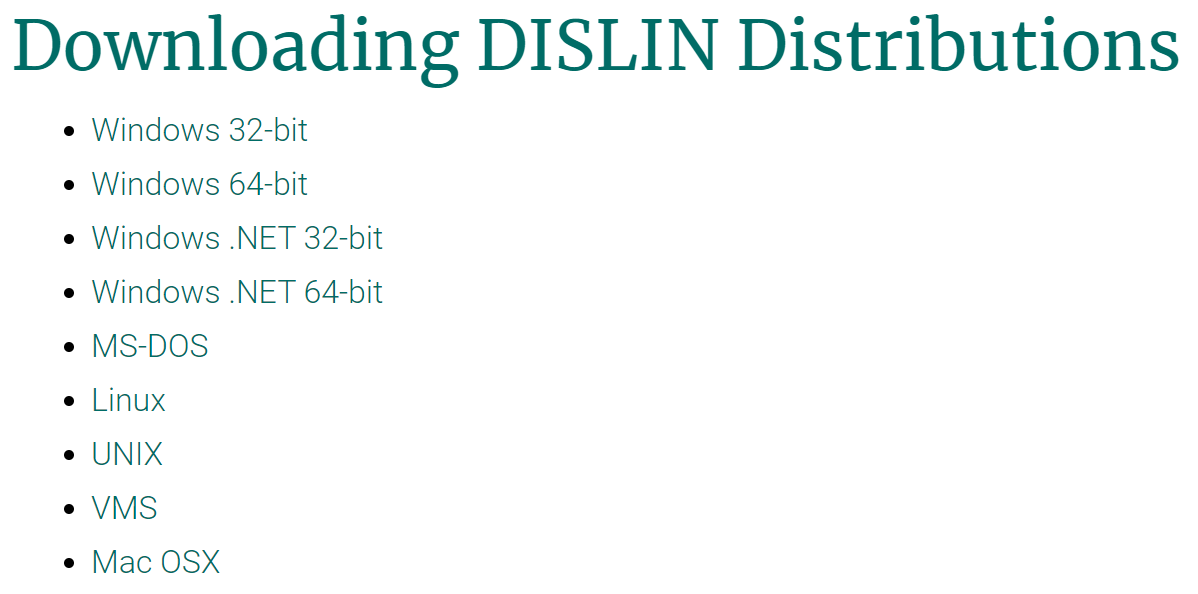 Downloading DISLIN Distributions
Windows 32-bit
Windows 64-bit
Windows .NET 32-bit
Windows .NET 64-bit
MS-DOS
Linux
UNIX
VMS
Mac OSX